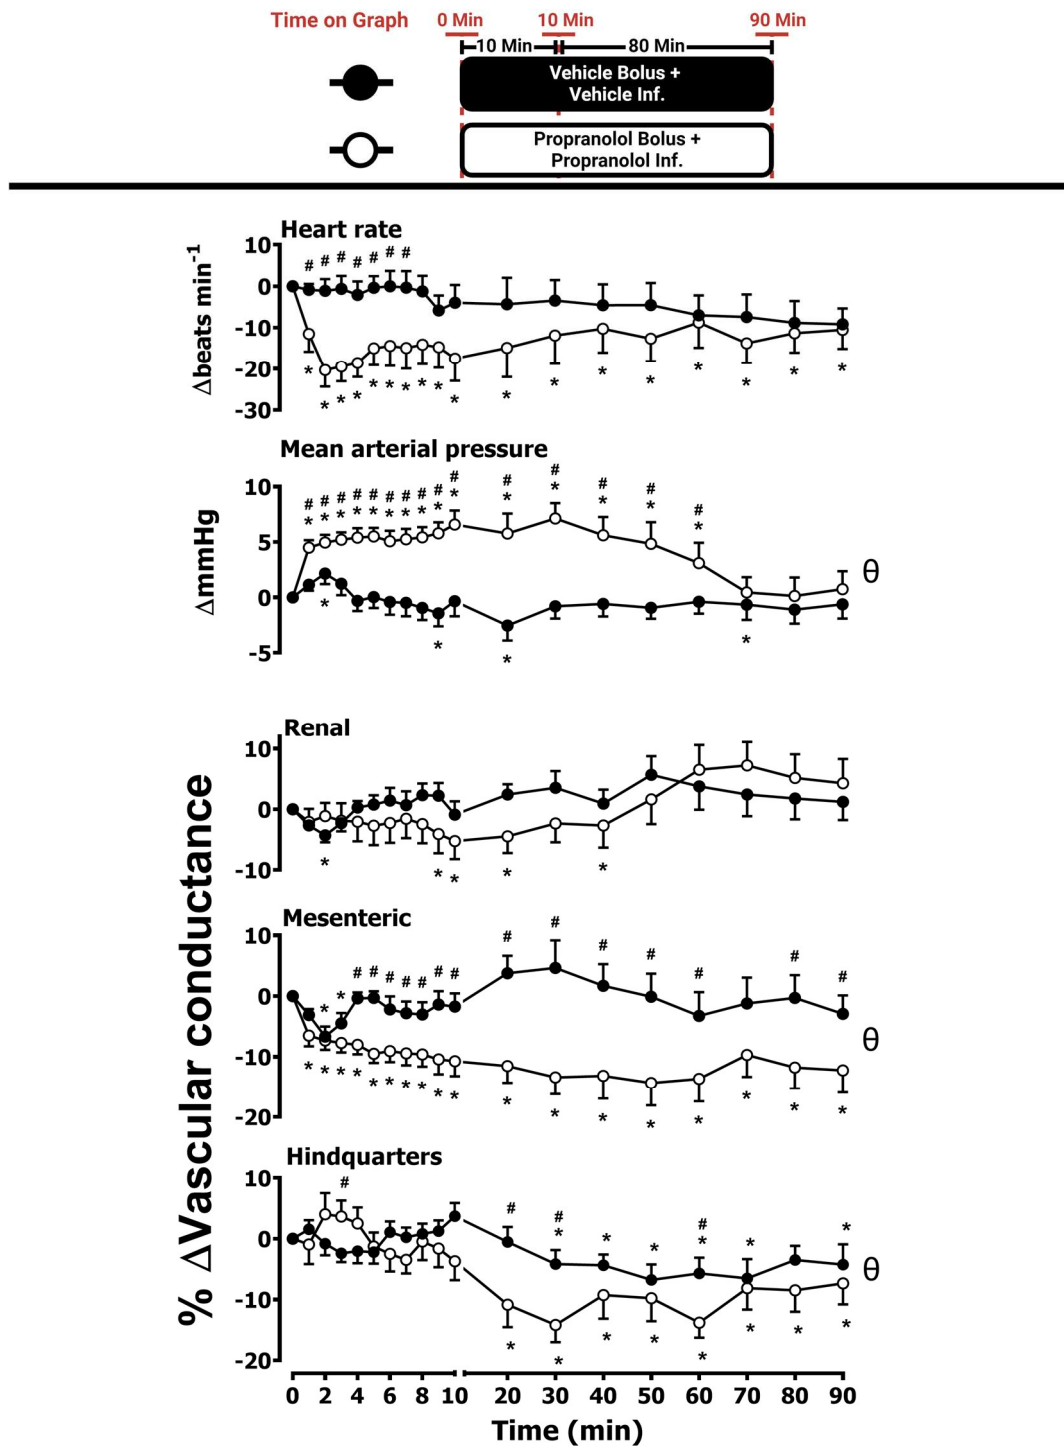 Time on Graph 0 Min 10 Min 90 Min
10 Min 80 Min
Vehicle Bolus +
Vehicle Inf.
Propranolol Bolus +
Propranolol Inf.
Heart rate
Δbeats min⁻¹
10
0
-10
-20
-30
# # # # # # #
* * * * * * * * * * * * * * * * * *
Mean arterial pressure
ΔmmHg
10
5
0
-5
# # # # # # # # # # # # # # #
* * * * * * * * * * * * * * *
* * * *
θ
% ΔVascular conductance
Renal
10
0
-10
* * * * *
Mesenteric
10
0
-10
-20
# # # # # # # # # # # # # #
* *
* * * * * * * * * * * * * * * * * *
θ
Hindquarters
10
0
-10
-20
# # # #
* * * * * *
* * * * * * * *
θ
0 2 4 6 8 10 20 30 40 50 60 70 80 90
Time (min)